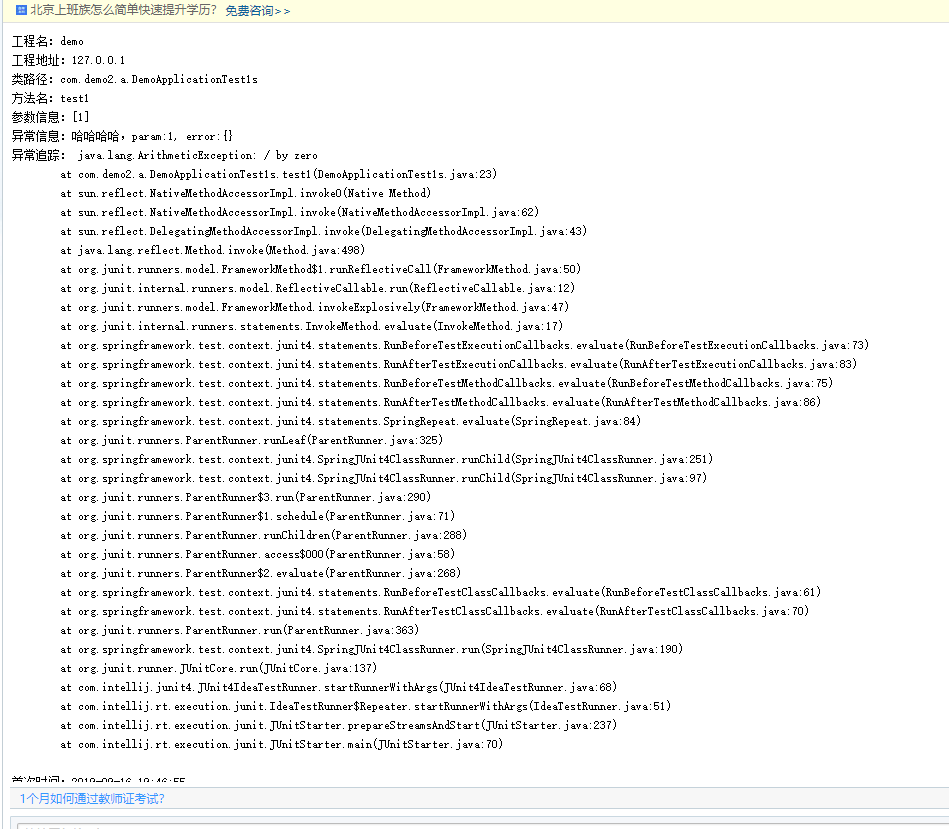 北京上班族怎么简单快速提升学历? 免费咨询>>
工程名: demo
工程地址: 127.0.0.1
类路径: com.demo2.a.DemoApplicationTest1s
方法名: test1
参数信息: [1]
异常信息: 哈哈哈哈, param:1, error:{}
异常追踪: java.lang.ArithmeticException: / by zero
at com.demo2.a.DemoApplicationTest1s.test1(DemoApplicationTest1s.java:23)
at sun.reflect.NativeMethodAccessorImpl.invoke0(Native Method)
at sun.reflect.NativeMethodAccessorImpl.invoke(NativeMethodAccessorImpl.java:62)
at sun.reflect.DelegatingMethodAccessorImpl.invoke(DelegatingMethodAccessorImpl.java:43)
at java.lang.reflect.Method.invoke(Method.java:498)
at org.junit.runners.model.FrameworkMethod$1.runReflectiveCall(FrameworkMethod.java:50)
at org.junit.internal.runners.model.ReflectiveCallable.run(ReflectiveCallable.java:12)
at org.junit.runners.model.FrameworkMethod.invokeExplosively(FrameworkMethod.java:47)
at org.junit.internal.runners.statements.InvokeMethod.evaluate(InvokeMethod.java:17)
at org.springframework.test.context.junit4.statements.RunBeforeTestExecutionCallbacks.evaluate(RunBeforeTestExecutionCallbacks.java:73)
at org.springframework.test.context.junit4.statements.RunAfterTestExecutionCallbacks.evaluate(RunAfterTestExecutionCallbacks.java:83)
at org.springframework.test.context.junit4.statements.RunBeforeTestMethodCallbacks.evaluate(RunBeforeTestMethodCallbacks.java:75)
at org.springframework.test.context.junit4.statements.RunAfterTestMethodCallbacks.evaluate(RunAfterTestMethodCallbacks.java:86)
at org.springframework.test.context.junit4.statements.SpringRepeat.evaluate(SpringRepeat.java:84)
at org.junit.runners.ParentRunner.runLeaf(ParentRunner.java:325)
at org.springframework.test.context.junit4.SpringJUnit4ClassRunner.runChild(SpringJUnit4ClassRunner.java:251)
at org.springframework.test.context.junit4.SpringJUnit4ClassRunner.runChild(SpringJUnit4ClassRunner.java:97)
at org.junit.runners.ParentRunner$3.run(ParentRunner.java:290)
at org.junit.runners.ParentRunner$1.schedule(ParentRunner.java:71)
at org.junit.runners.ParentRunner.runChildren(ParentRunner.java:288)
at org.junit.runners.ParentRunner.access$000(ParentRunner.java:58)
at org.junit.runners.ParentRunner$2.evaluate(ParentRunner.java:268)
at org.springframework.test.context.junit4.statements.RunBeforeTestClassCallbacks.evaluate(RunBeforeTestClassCallbacks.java:61)
at org.springframework.test.context.junit4.statements.RunAfterTestClassCallbacks.evaluate(RunAfterTestClassCallbacks.java:70)
at org.junit.runners.ParentRunner.run(ParentRunner.java:363)
at org.springframework.test.context.junit4.SpringJUnit4ClassRunner.run(SpringJUnit4ClassRunner.java:190)
at org.junit.runner.JUnitCore.run(JUnitCore.java:137)
at com.intellij.junit4.JUnit4IdeaTestRunner.startRunnerWithArgs(JUnit4IdeaTestRunner.java:68)
at com.intellij.rt.execution.junit.IdeaTestRunner$Repeater.startRunnerWithArgs(IdeaTestRunner.java:51)
at com.intellij.rt.execution.junit.JUnitStarter.prepareStreamsAndStart(JUnitStarter.java:237)
at com.intellij.rt.execution.junit.JUnitStarter.main(JUnitStarter.java:70)
首次时间:
1个月如何通过教师证考试?